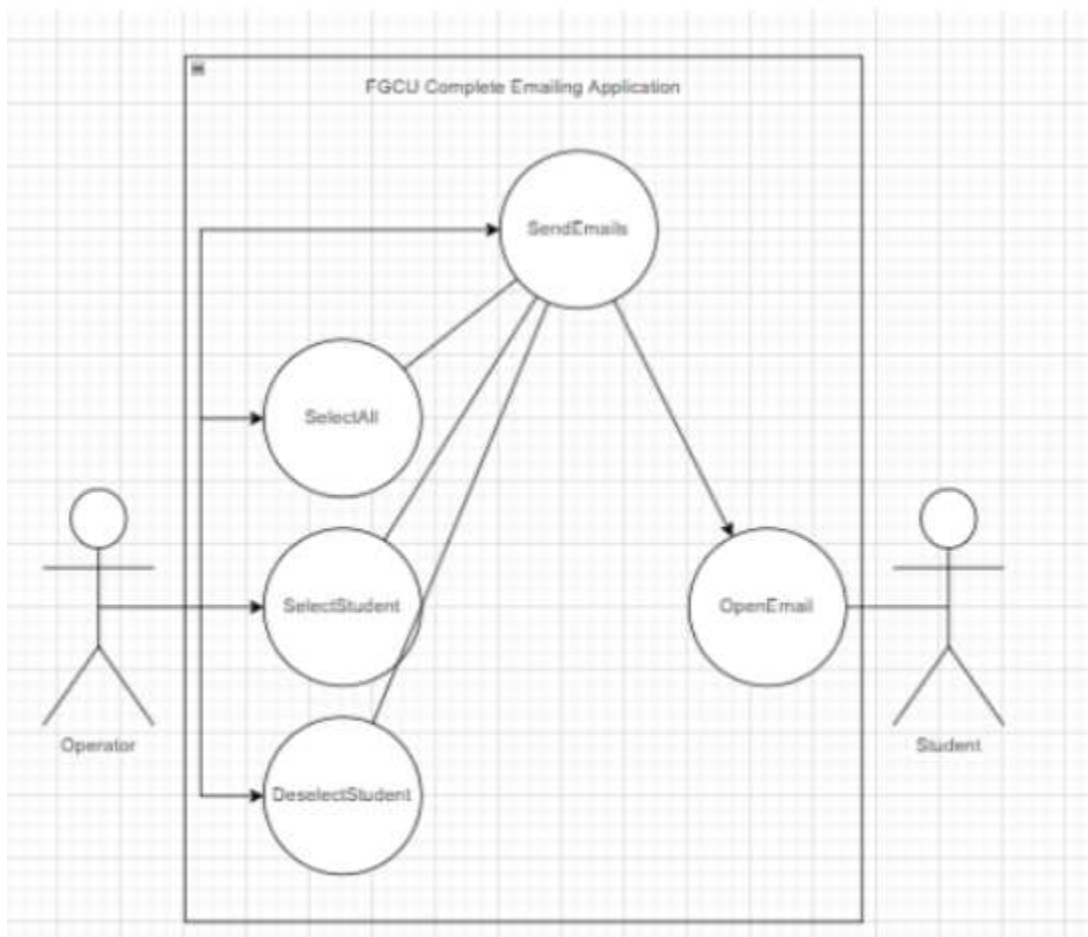 FGCU Complete Emailing Application
SendEmails
SelectAll
SelectStudent
OpenEmail
Operator
Student
DeselectStudent